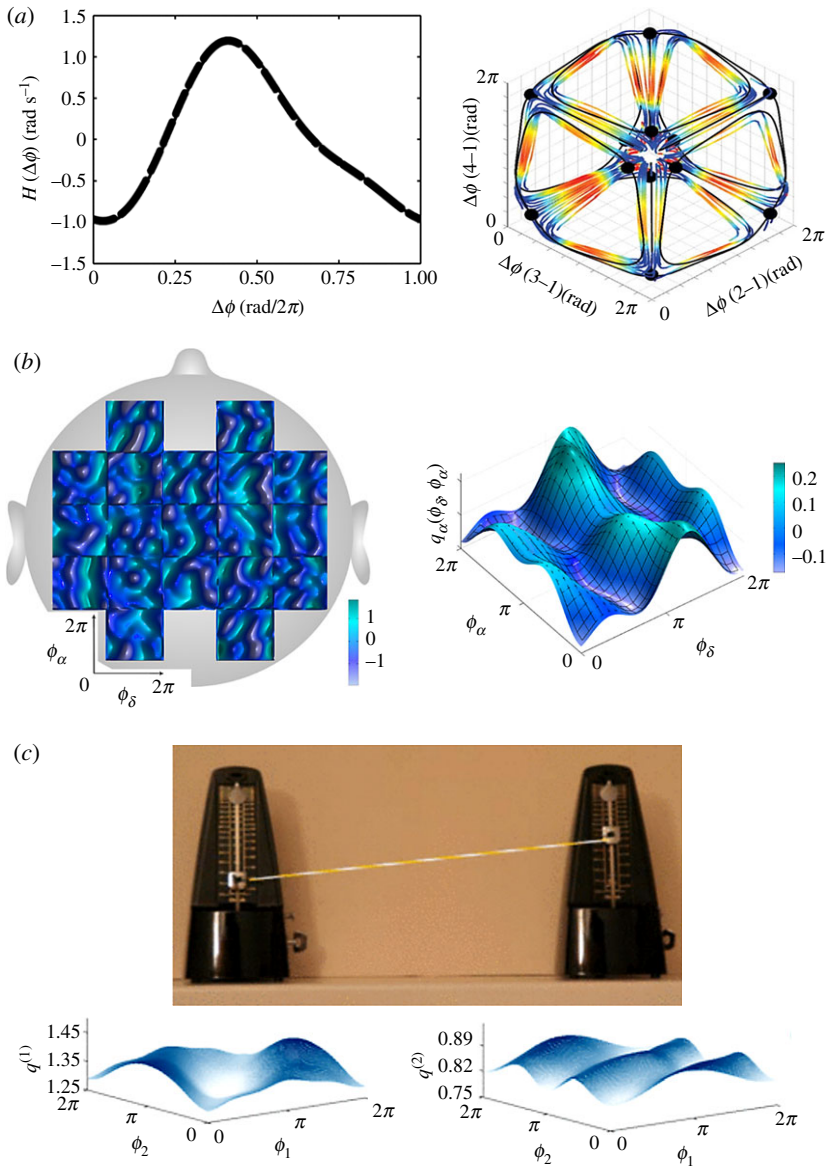 (a)
1.5
1.0
0.5
0
−0.5
−1.0
−1.5
H (Δϕ) (rad s⁻¹)
0
0.25
0.50
0.75
1.00
Δϕ (rad/2π)
2π
Δϕ (4–1)(rad)
0
0
Δϕ (3–1)(rad)
2π
0
Δϕ (2–1)(rad)
2π
(b)
2π
ϕα
0
ϕδ
2π
1
0
−1
qα(ϕδ, ϕα)
2π
ϕα
π
0
0
π
ϕδ
2π
0.2
0.1
0
−0.1
(c)
1.45
1.35
1.25
q⁽¹⁾
2π
π
ϕ₂
0
0
π
ϕ₁
2π
0.89
0.82
0.75
q⁽²⁾
2π
π
ϕ₂
0
0
π
ϕ₁
2π